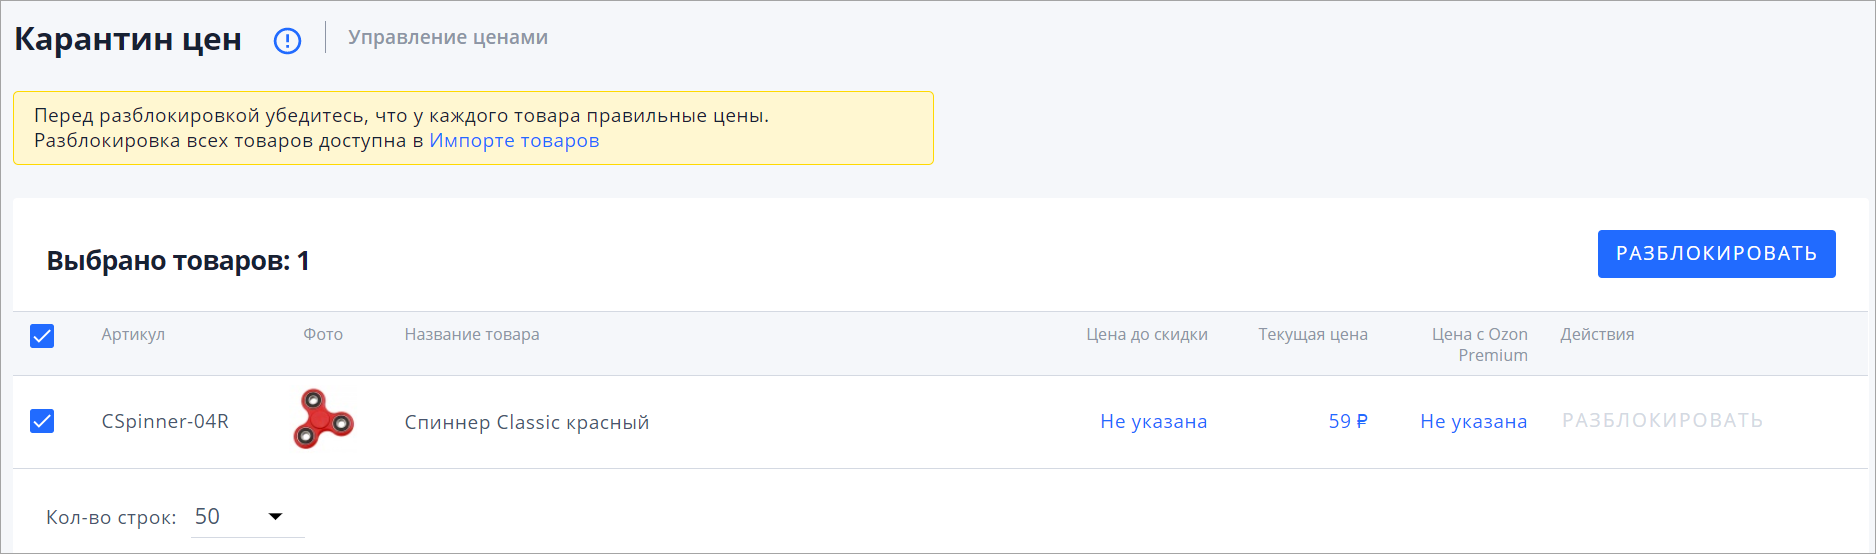 Карантин цен
Управление ценами
Перед разблокировкой убедитесь, что у каждого товара правильные цены.
Разблокировка всех товаров доступна в Импорте товаров
Выбрано товаров: 1
РАЗБЛОКИРОВАТЬ
Артикул
Фото
Название товара
Цена до скидки
Текущая цена
Цена с Ozon
Premium
Действия
CSpinner-04R
Спиннер Classic красный
Не указана
59 ₽
Не указана
РАЗБЛОКИРОВАТЬ
Кол-во строк: 50